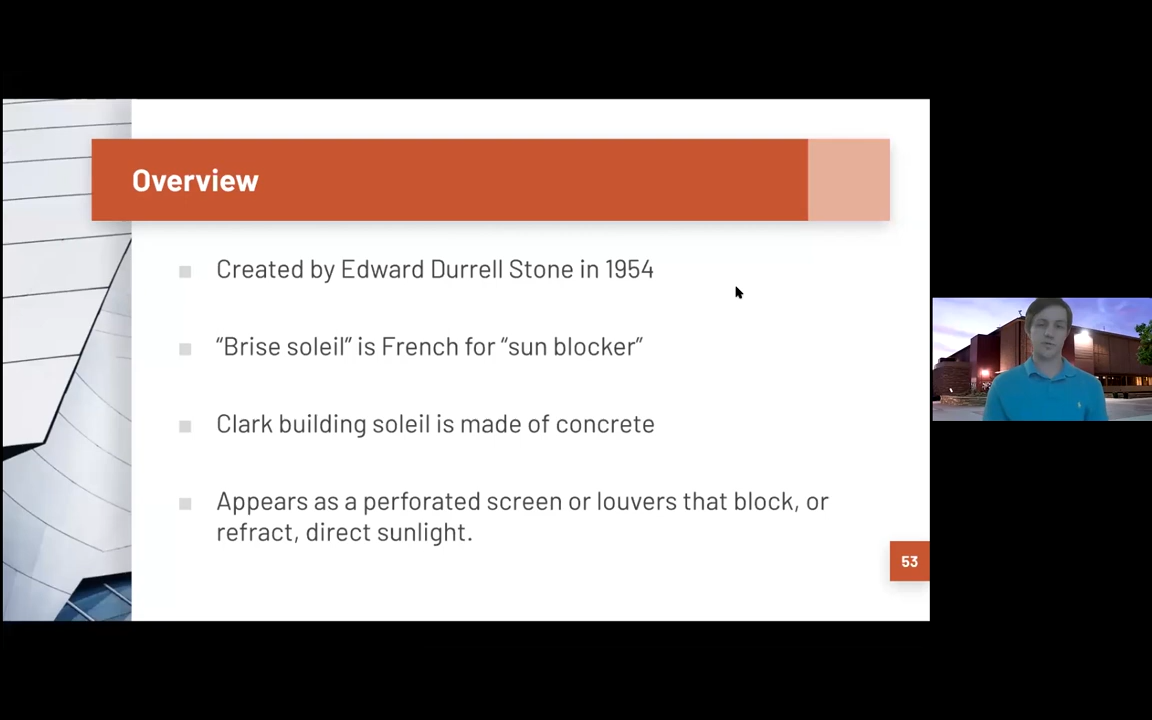 Overview
Created by Edward Durrell Stone in 1954
“Brise soleil” is French for “sun blocker”
Clark building soleil is made of concrete
Appears as a perforated screen or louvers that block, or
refract, direct sunlight.
53